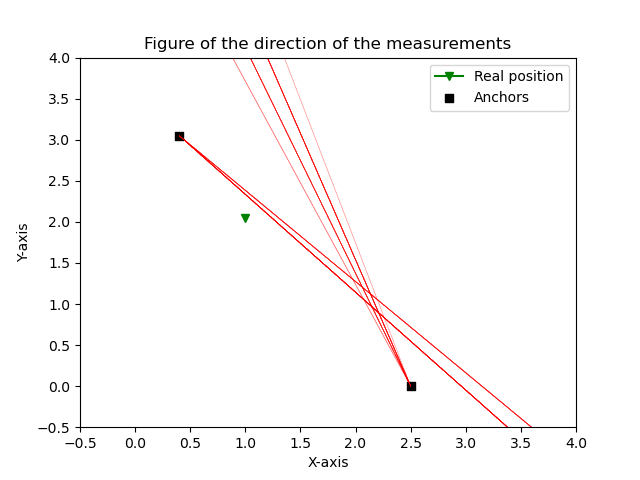 Figure of the direction of the measurements
Real position
Anchors
Y-axis
4.0
3.5
3.0
2.5
2.0
1.5
1.0
0.5
0.0
−0.5
−0.5 0.0 0.5 1.0 1.5 2.0 2.5 3.0 3.5 4.0
X-axis